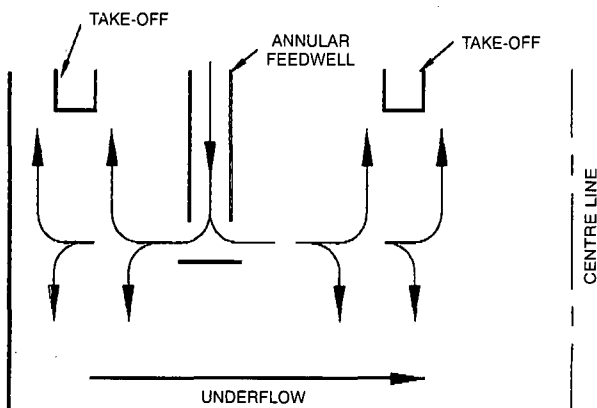 TAKE-OFF
ANNULAR
FEEDWELL
TAKE-OFF
CENTRE LINE
UNDERFLOW